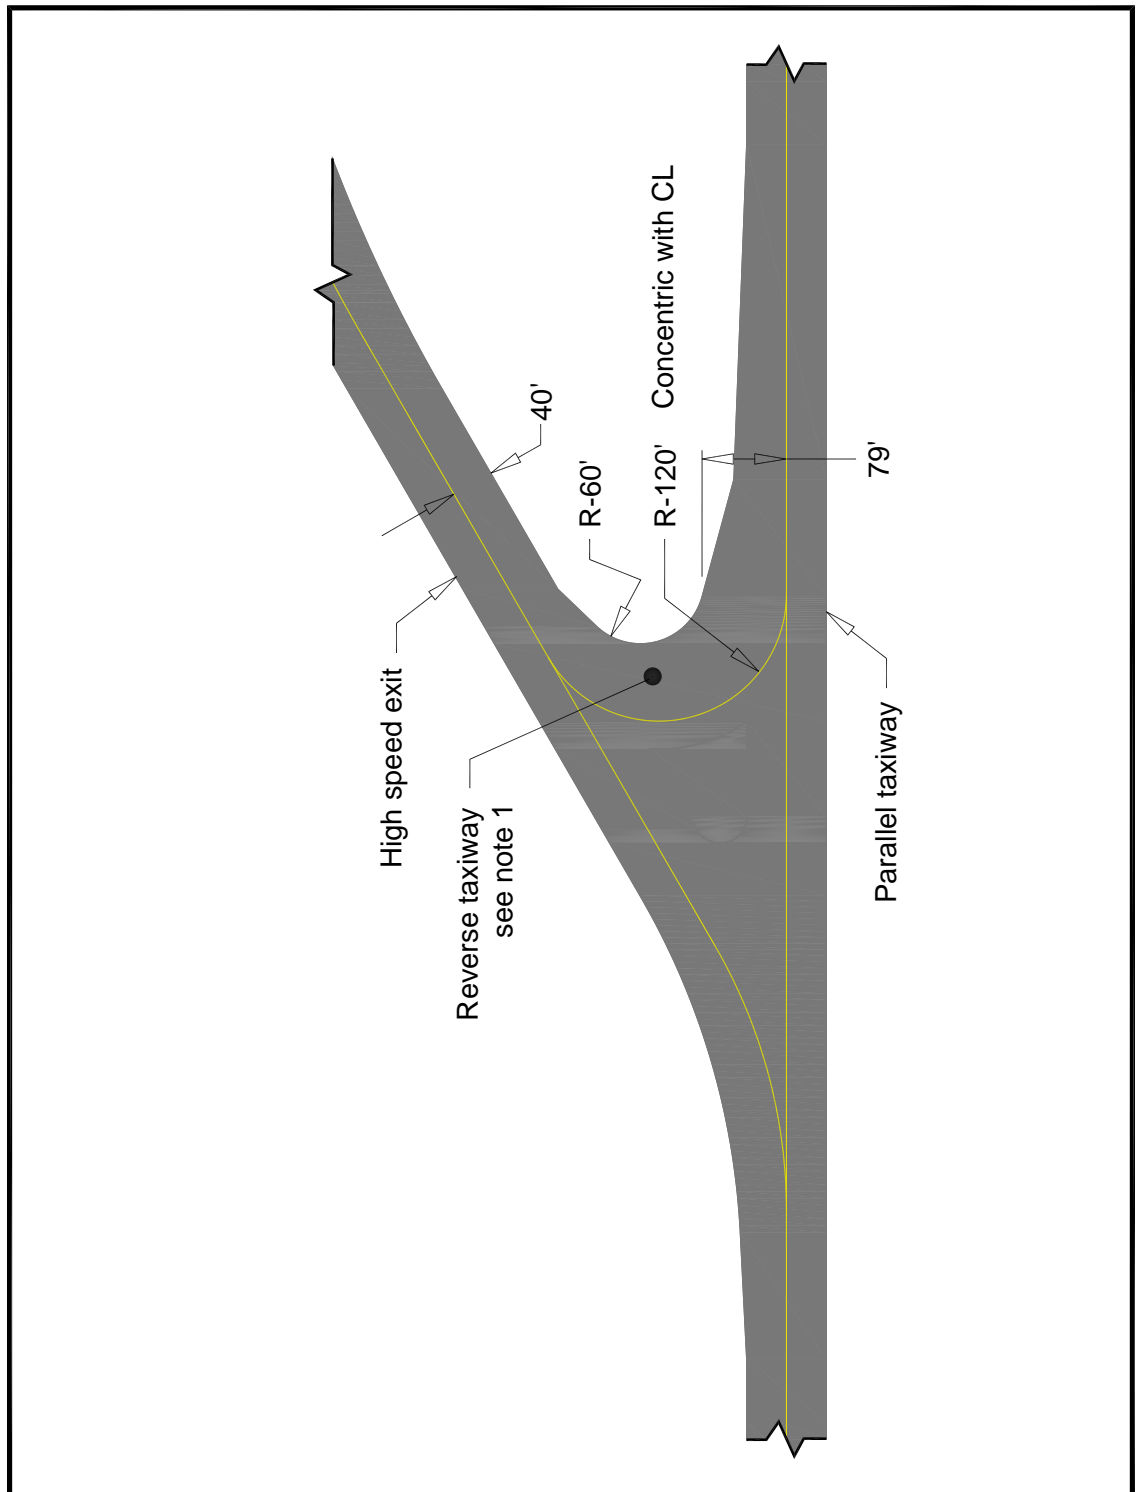 High speed exit
Reverse taxiway
see note 1
40'
R-60'
R-120' Concentric with CL
79'
Parallel taxiway